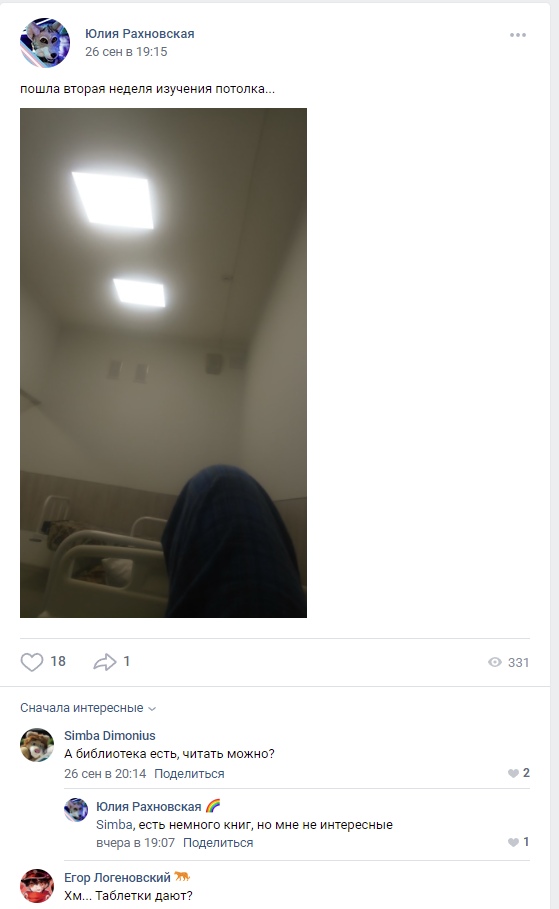 Юлия Рахновская
26 сен в 19:15
пошла вторая неделя изучения потолка...
18
1
331
Сначала интересные
Simba Dimonius
А библиотека есть, читать можно?
26 сен в 20:14 Поделиться
2
Юлия Рахновская
Simba, есть немного книг, но мне не интересные
вчера в 19:07 Поделиться
1
Егор Логеновский
Хм... Таблетки дают?